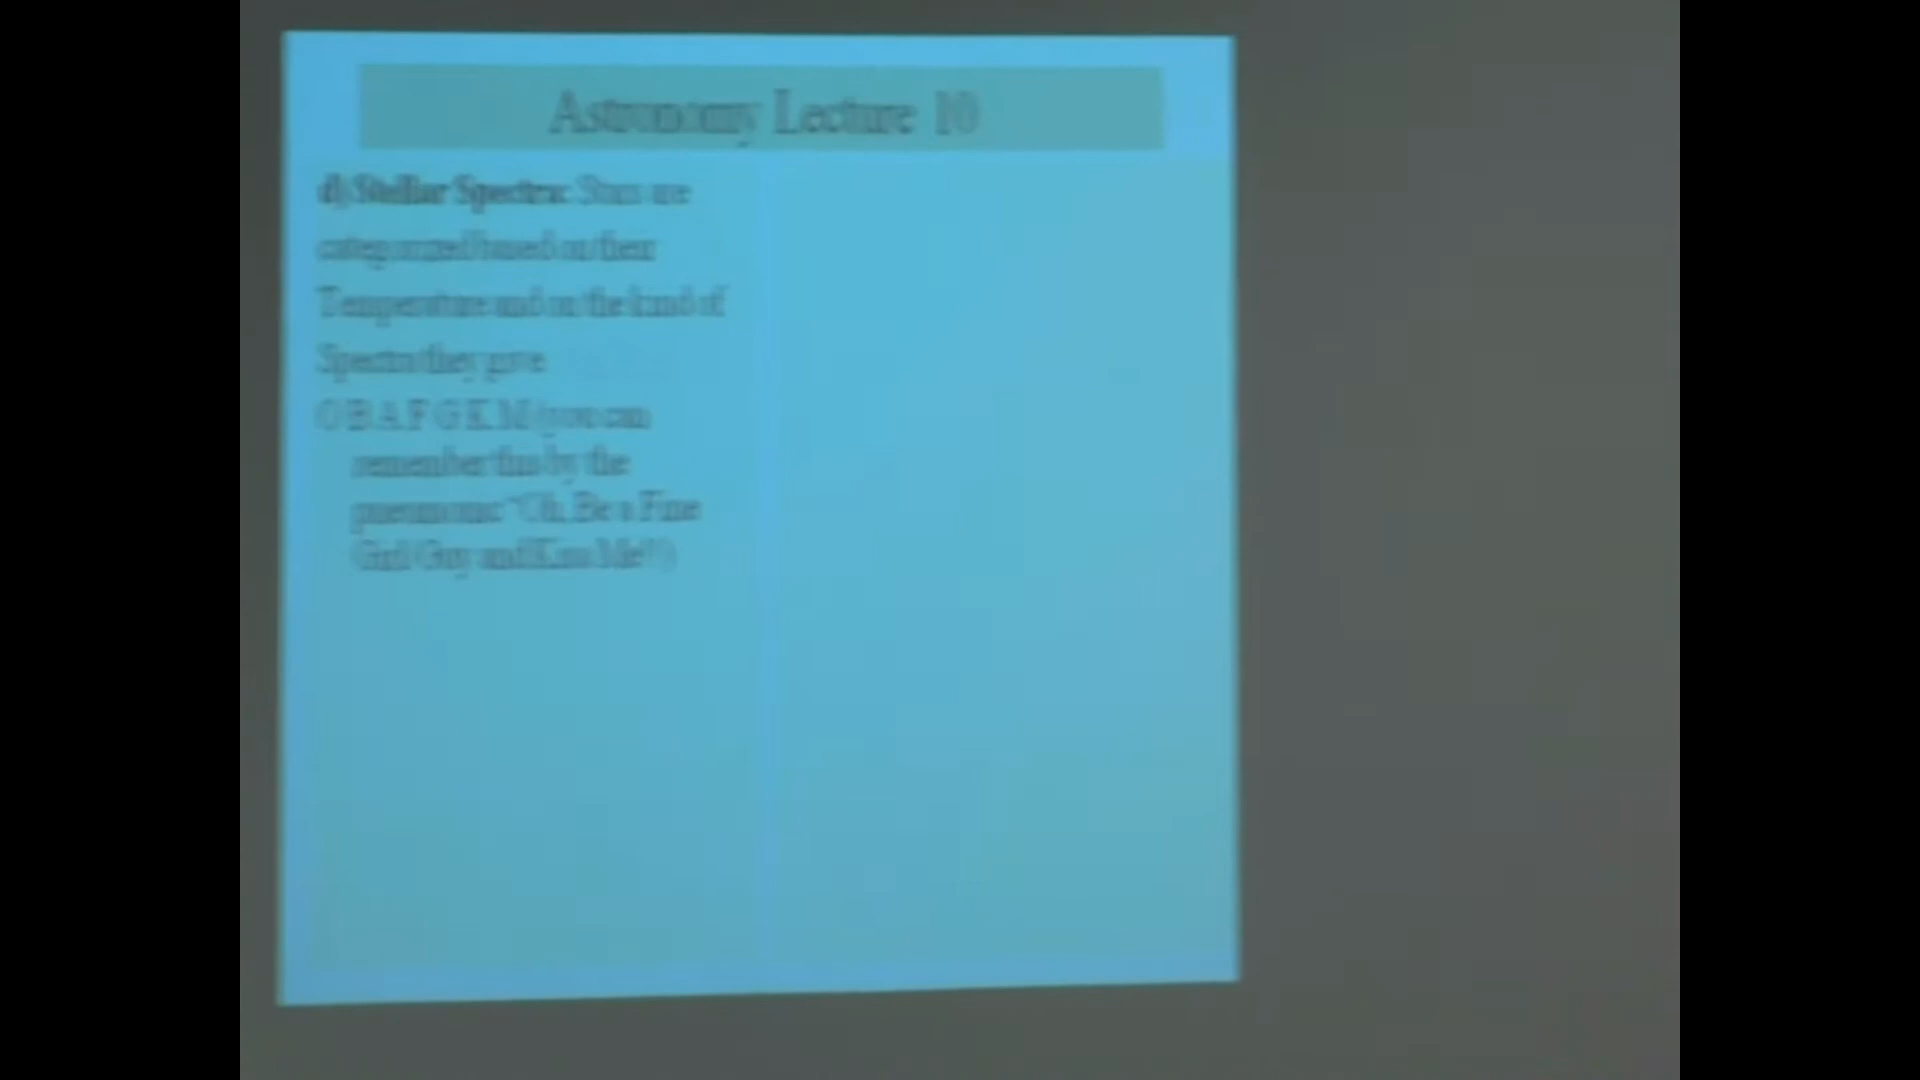 Astronomy Lecture 10
d) Stellar Spectra: Stars are
categorized based on their
Temperature and on the kind of
Spectra they give
O B A F G K M (you can
remember this by the
pneumonic "Oh, Be a Fine
Girl/Guy and Kiss Me"!)